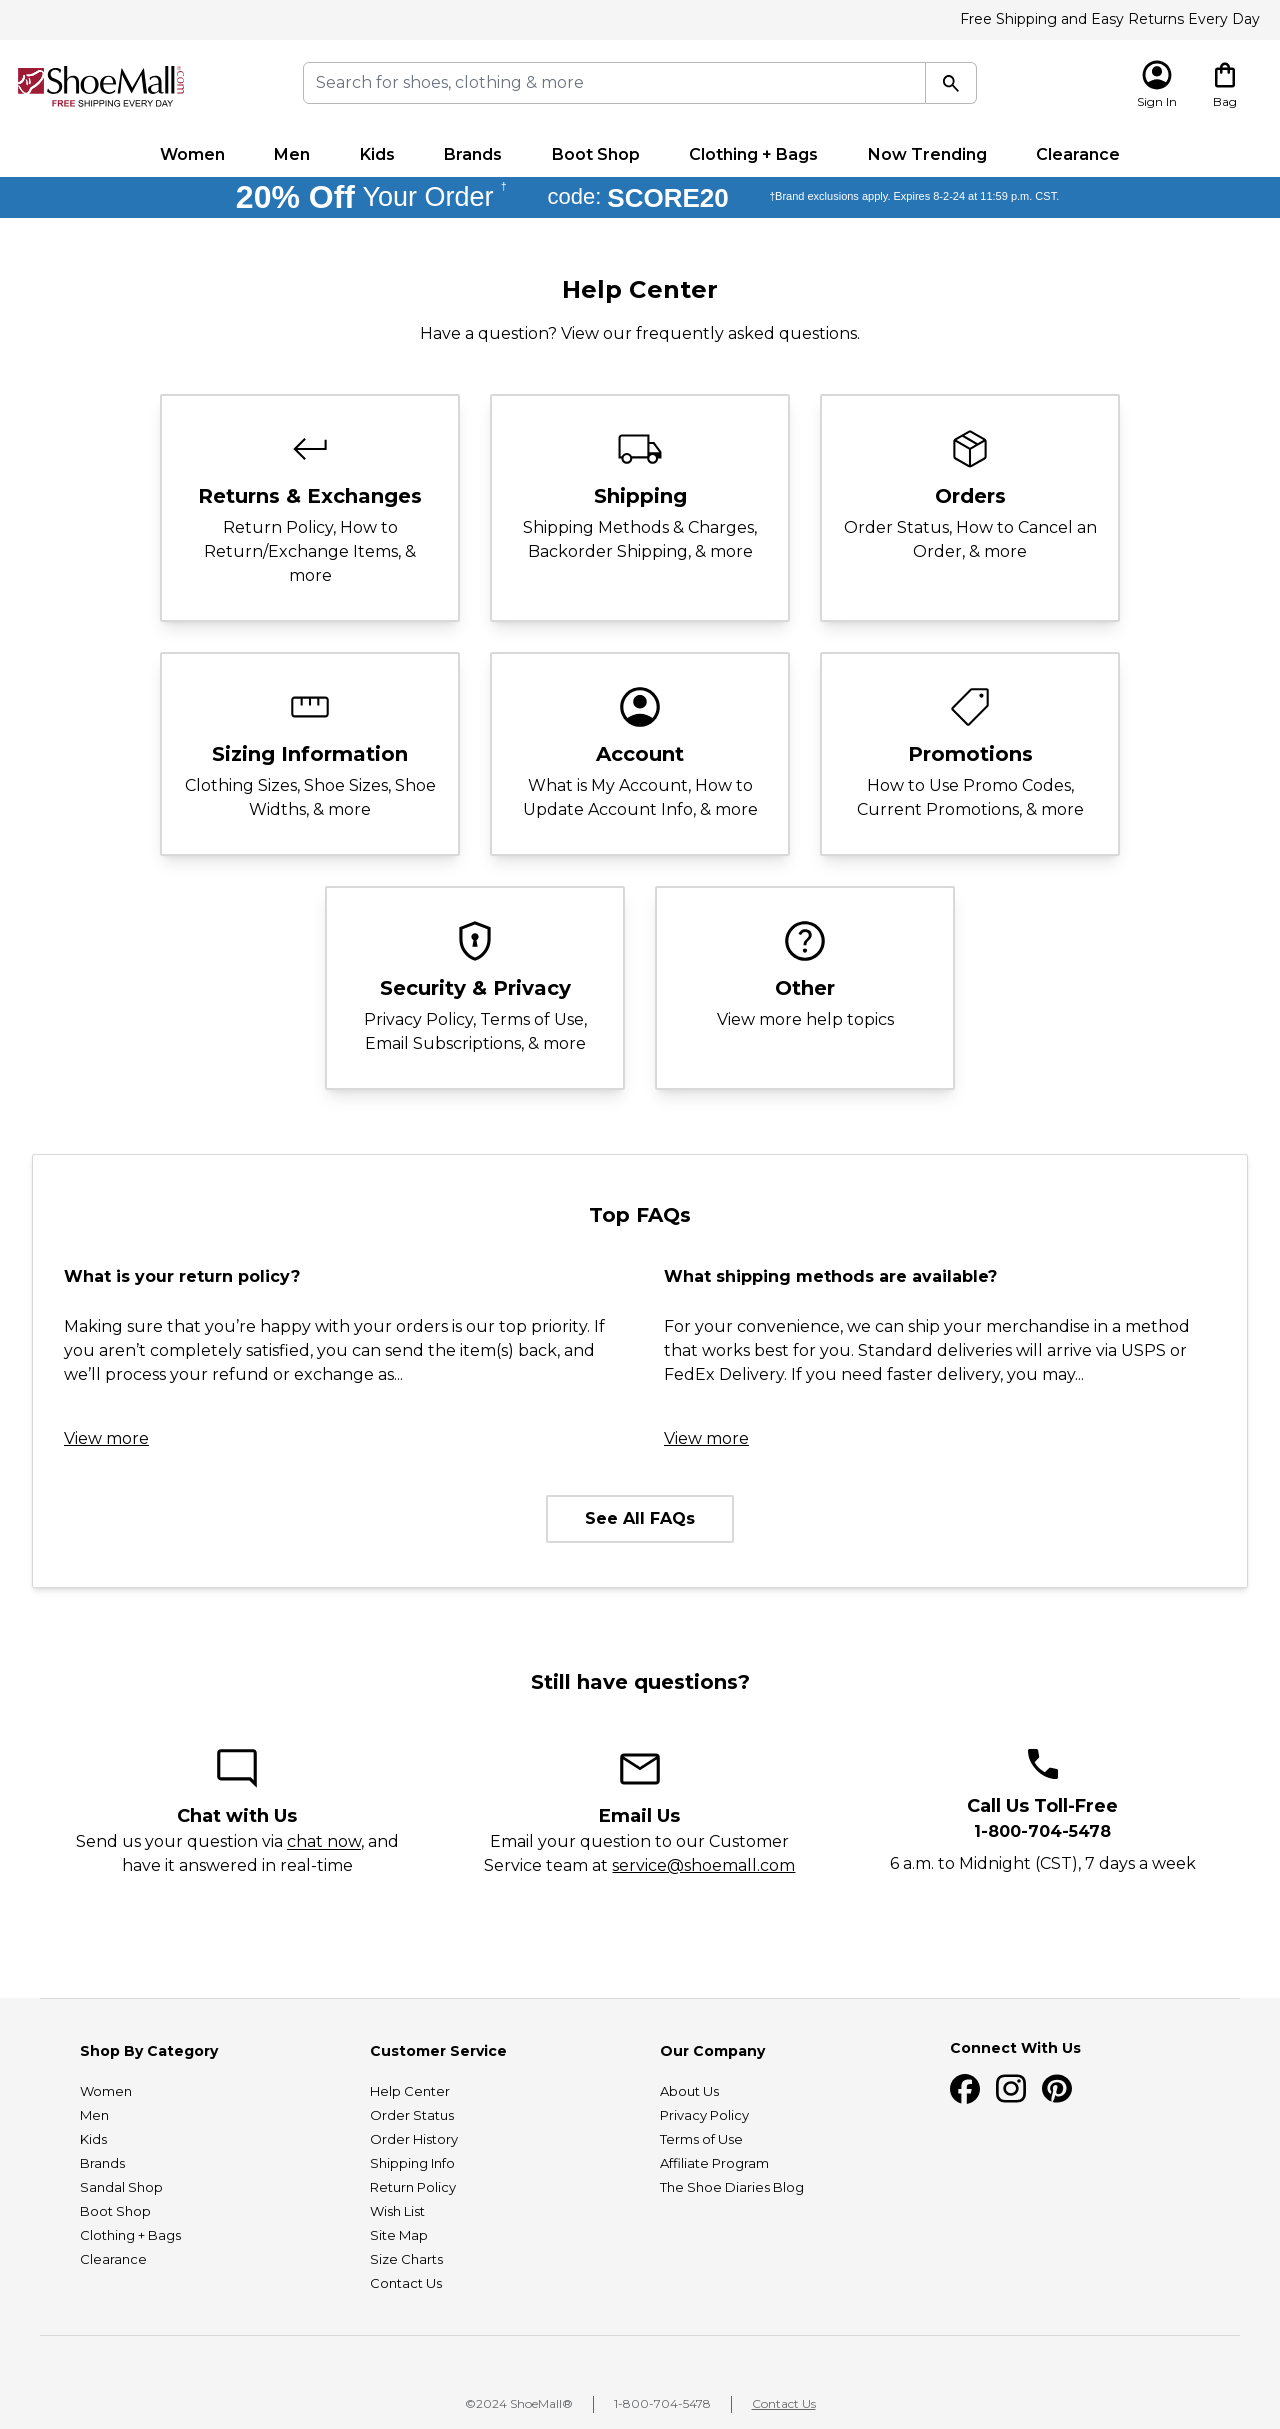 Free Shipping and Easy Returns Every Day
ShoeMall®.com
FREE SHIPPING EVERY DAY
Search for shoes, clothing & more
Sign In
Bag
Women Men Kids Brands Boot Shop Clothing + Bags Now Trending Clearance
20% Off Your Order † code: SCORE20 †Brand exclusions apply. Expires 8-2-24 at 11:59 p.m. CST.
Help Center
Have a question? View our frequently asked questions.
Returns & Exchanges
Return Policy, How to
Return/Exchange Items, &
more
Shipping
Shipping Methods & Charges,
Backorder Shipping, & more
Orders
Order Status, How to Cancel an
Order, & more
Sizing Information
Clothing Sizes, Shoe Sizes, Shoe
Widths, & more
Account
What is My Account, How to
Update Account Info, & more
Promotions
How to Use Promo Codes,
Current Promotions, & more
Security & Privacy
Privacy Policy, Terms of Use,
Email Subscriptions, & more
Other
View more help topics
Top FAQs
What is your return policy?
Making sure that you’re happy with your orders is our top priority. If
you aren’t completely satisfied, you can send the item(s) back, and
we’ll process your refund or exchange as...
View more
What shipping methods are available?
For your convenience, we can ship your merchandise in a method
that works best for you. Standard deliveries will arrive via USPS or
FedEx Delivery. If you need faster delivery, you may...
View more
See All FAQs
Still have questions?
Chat with Us
Send us your question via chat now, and
have it answered in real-time
Email Us
Email your question to our Customer
Service team at service@shoemall.com
Call Us Toll-Free
1-800-704-5478
6 a.m. to Midnight (CST), 7 days a week
Shop By Category
Women
Men
Kids
Brands
Sandal Shop
Boot Shop
Clothing + Bags
Clearance
Customer Service
Help Center
Order Status
Order History
Shipping Info
Return Policy
Wish List
Site Map
Size Charts
Contact Us
Our Company
About Us
Privacy Policy
Terms of Use
Affiliate Program
The Shoe Diaries Blog
Connect With Us
©2024 ShoeMall® 1-800-704-5478 Contact Us